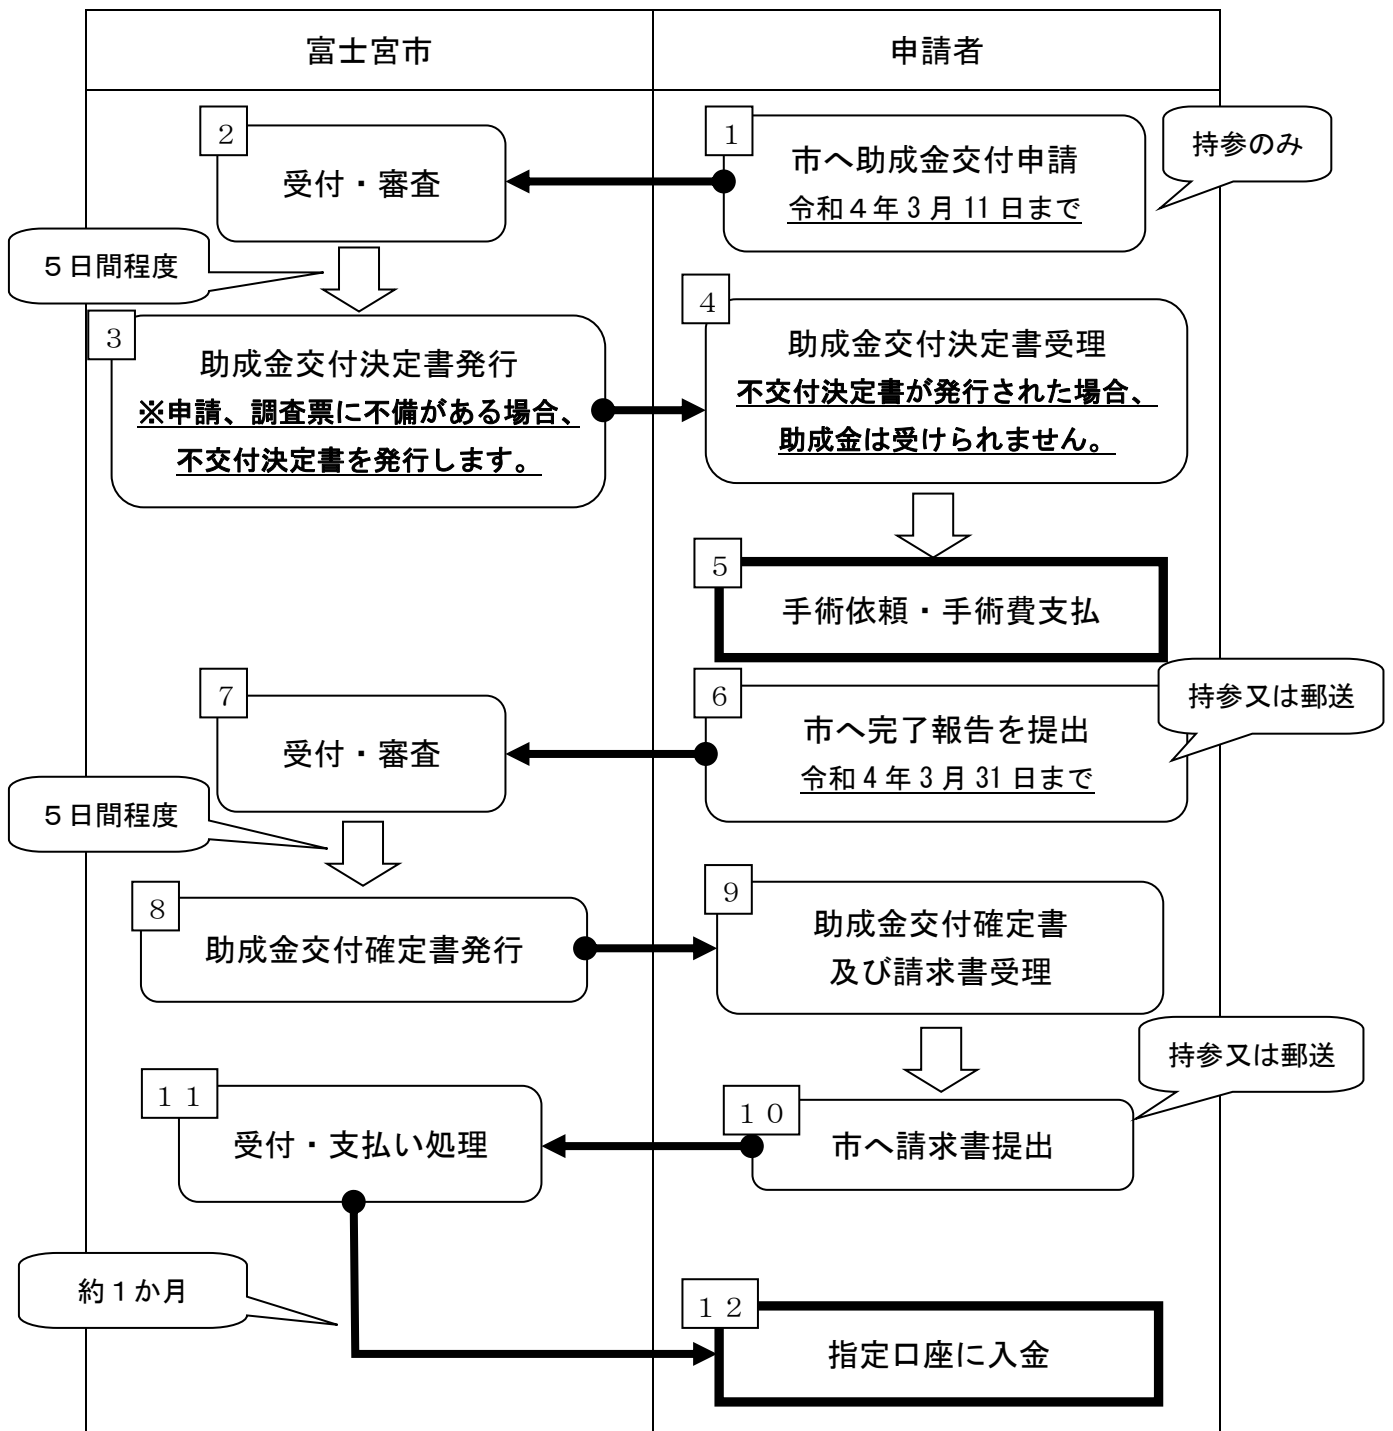 富士宮市
申請者
１
市へ助成金交付申請
令和４年３月 11 日まで
持参のみ
２
受付・審査
５日間程度
３
助成金交付決定書発行
※申請、調査票に不備がある場合、
不交付決定書を発行します。
４
助成金交付決定書受理
不交付決定書が発行された場合、
助成金は受けられません。
５
手術依頼・手術費支払
６
市へ完了報告を提出
令和４年３月 31 日まで
持参又は郵送
７
受付・審査
５日間程度
８
助成金交付確定書発行
９
助成金交付確定書
及び請求書受理
１０
市へ請求書提出
持参又は郵送
１１
受付・支払い処理
約１か月
１２
指定口座に入金